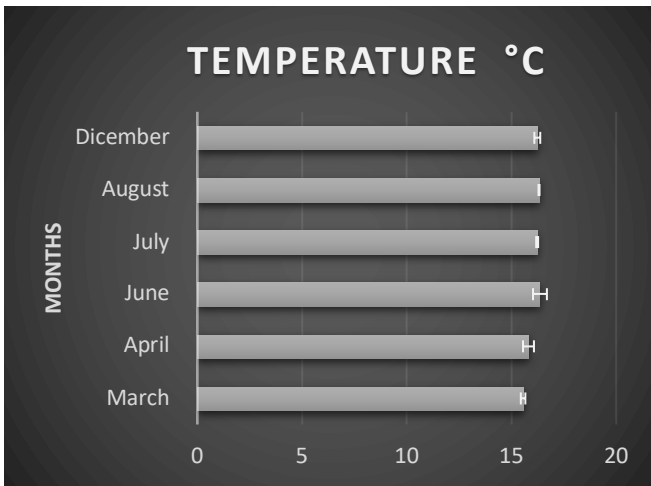 TEMPERATURE °C
Dicember
August
July
June
April
March
MONTHS
0 5 10 15 20